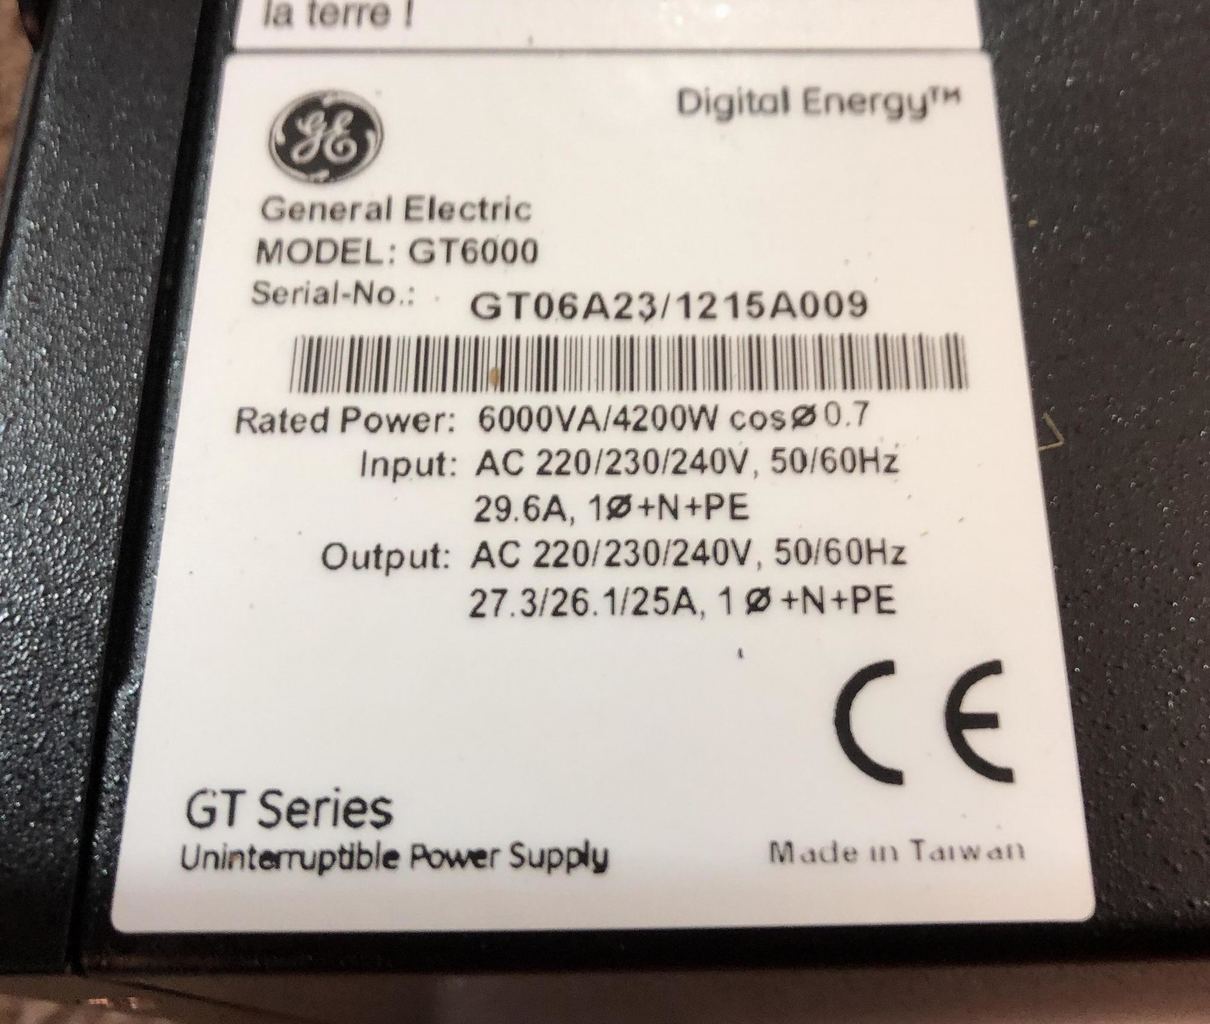 la terre !
GE
Digital Energy™
General Electric
MODEL: GT6000
Serial-No.: GT06A23/1215A009
Rated Power: 6000VA/4200W cosØ0.7
Input: AC 220/230/240V, 50/60Hz
29.6A, 1Ø+N+PE
Output: AC 220/230/240V, 50/60Hz
27.3/26.1/25A, 1Ø+N+PE
CE
GT Series
Uninterruptible Power Supply
Made in Taiwan